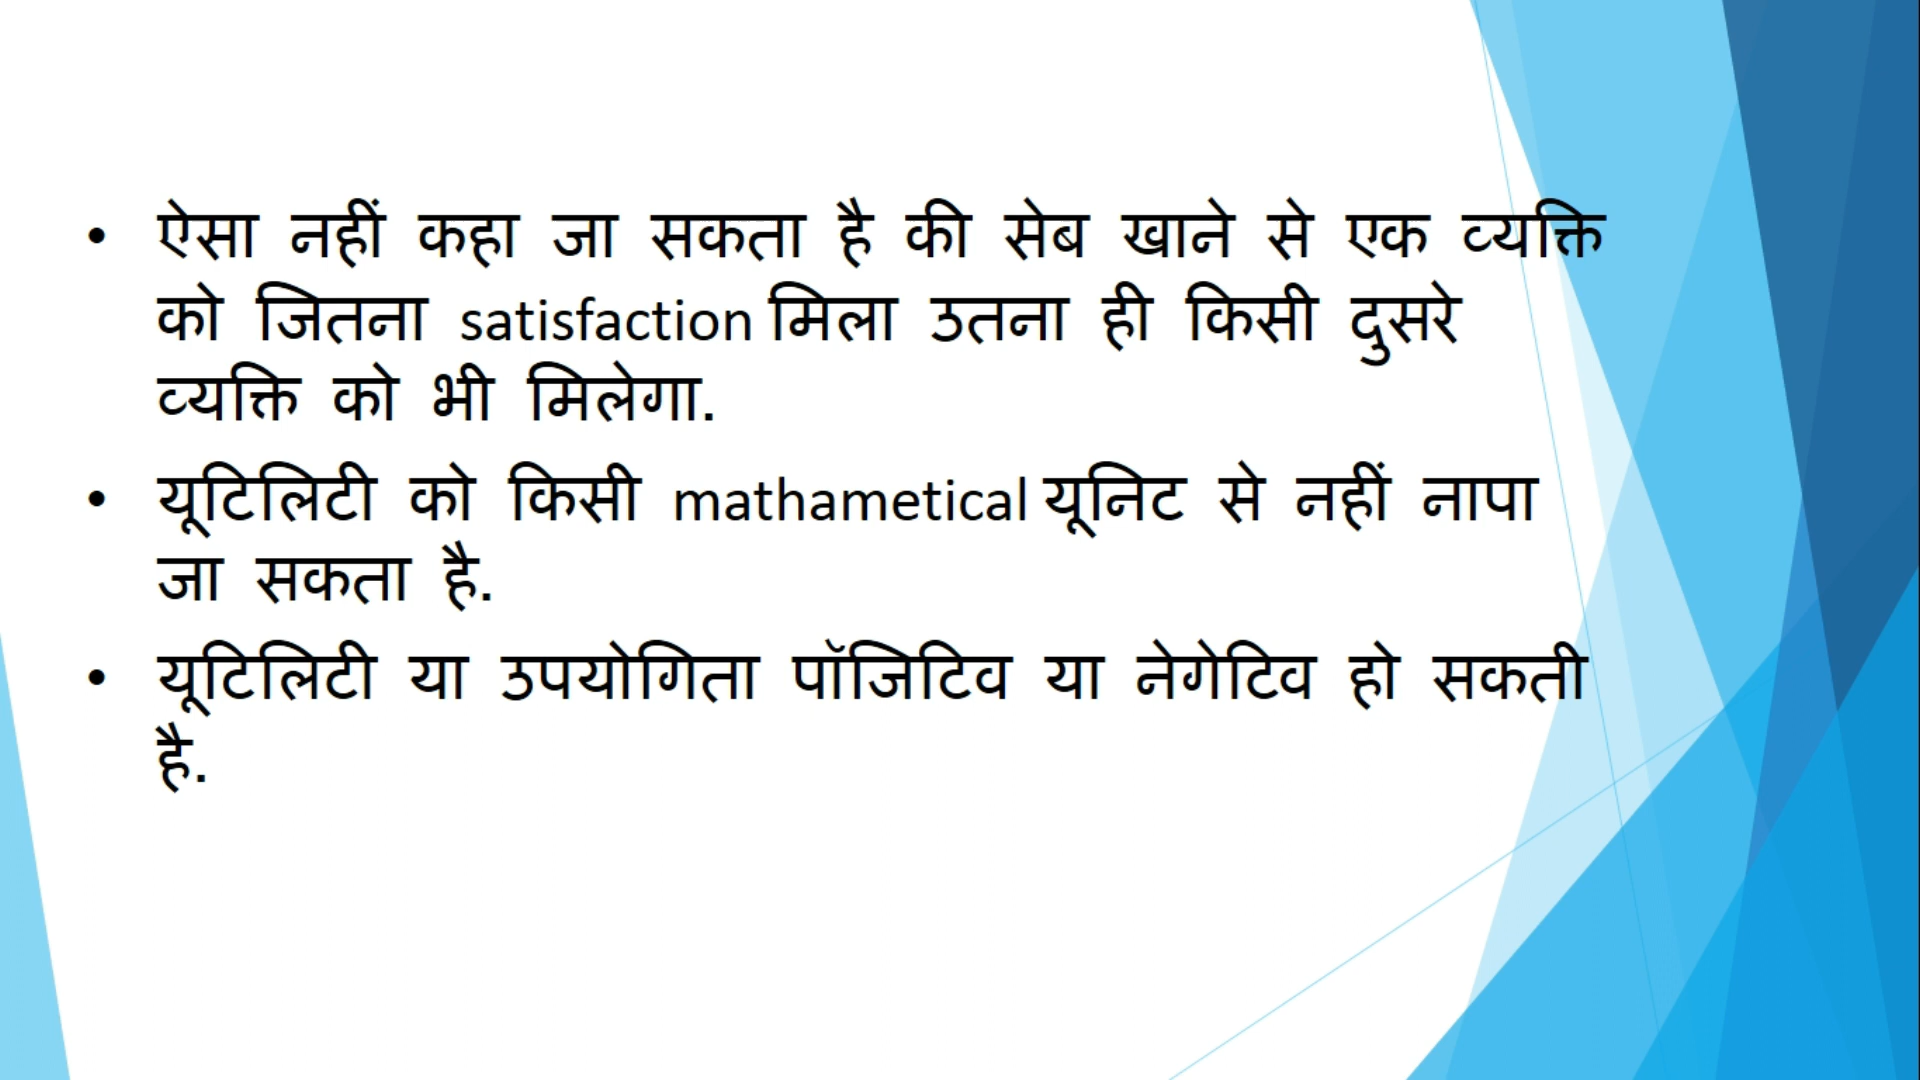 • ऐसा नहीं कहा जा सकता है की सेब खाने से एक व्यक्ति
को जितना satisfaction मिला उतना ही किसी दुसरे
व्यक्ति को भी मिलेगा.
• यूटिलिटी को किसी mathametical यूनिट से नहीं नापा
जा सकता है.
• यूटिलिटी या उपयोगिता पॉजिटिव या नेगेटिव हो सकती
है.